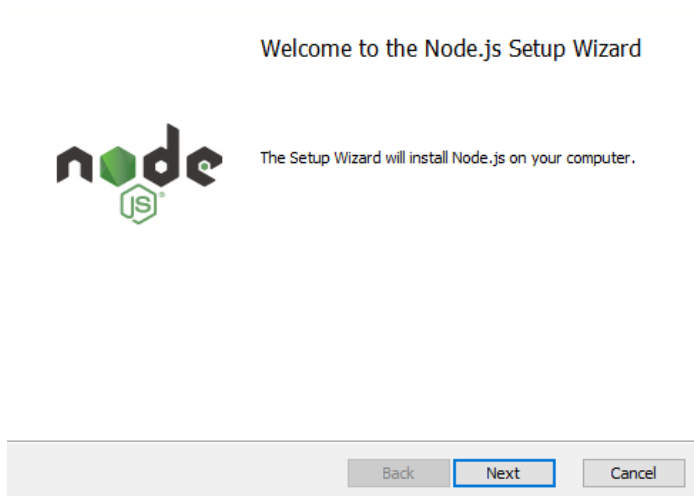 Welcome to the Node.js Setup Wizard
node
JS
The Setup Wizard will install Node.js on your computer.
Back
Next
Cancel